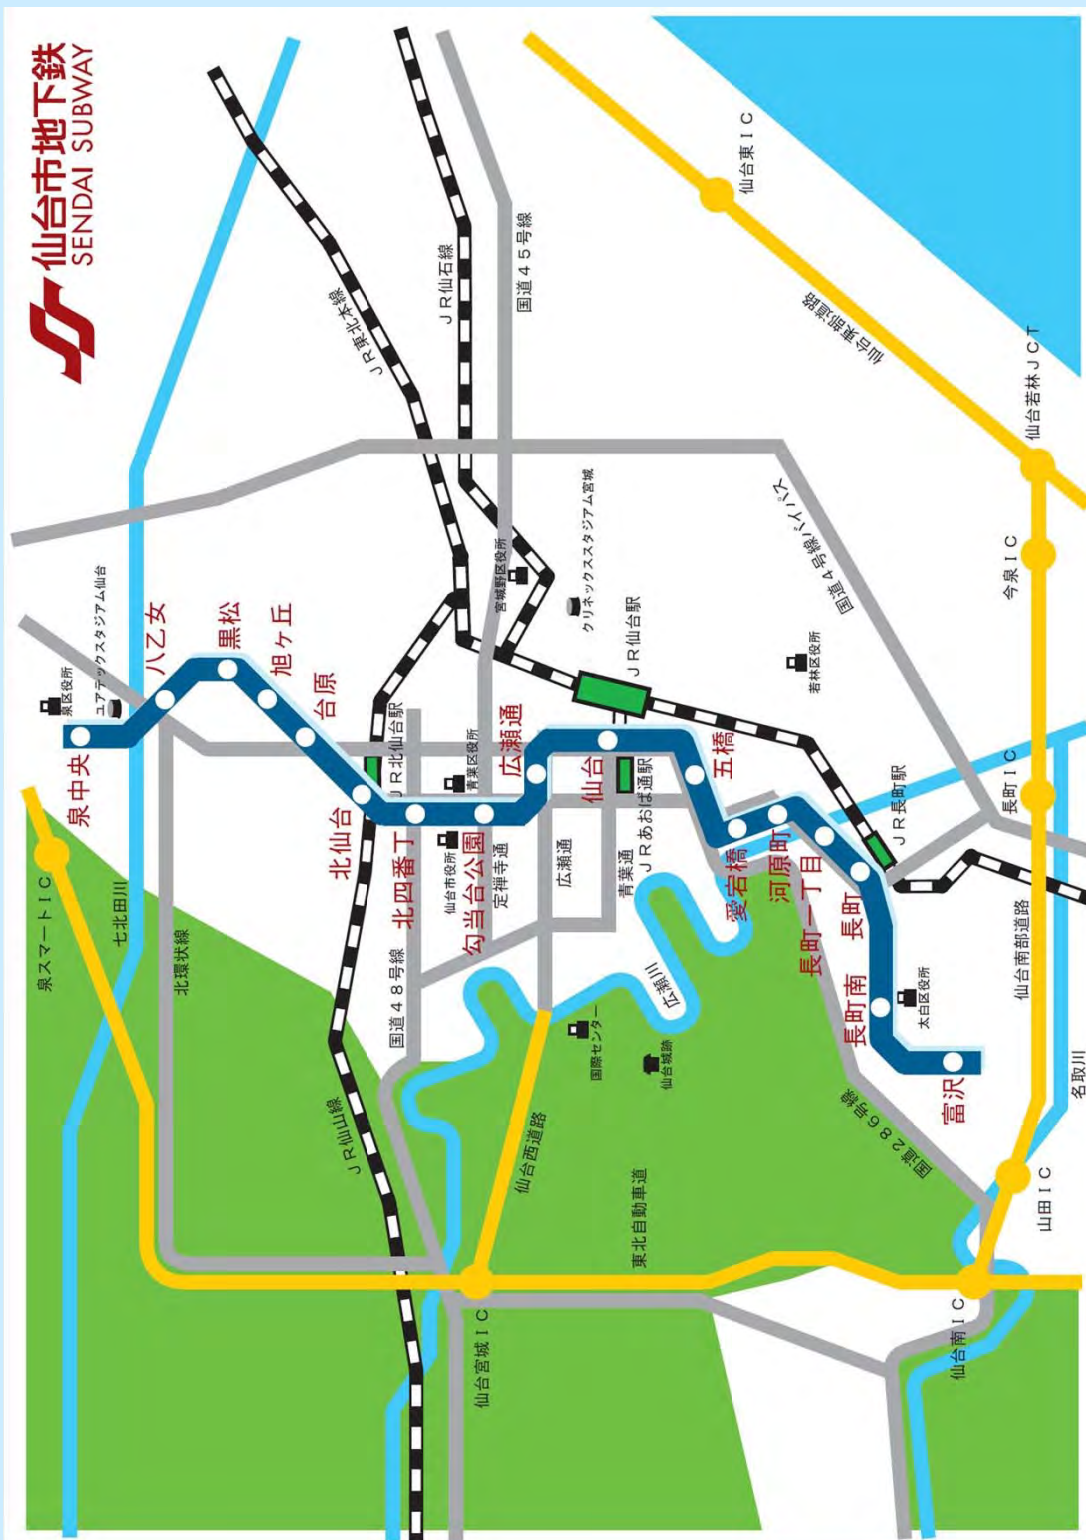 仙台市地下鉄
SENDAI SUBWAY
泉中央
八乙女
黒松
旭ヶ丘
台原
北仙台
北四番丁
勾当台公園
広瀬通
仙台
五橋
愛宕橋
河原町
長町一丁目
長町
長町南
富沢
泉区役所
ユアテックスタジアム仙台
泉スマートＩＣ
七北田川
北環状線
ＪＲ仙山線
国道４８号線
ＪＲ北仙台駅
青葉区役所
仙台市役所
定禅寺通
広瀬通
青葉通
ＪＲあおば通駅
ＪＲ仙台駅
宮城野区役所
クリネックススタジアム宮城
ＪＲ東北本線
ＪＲ仙石線
国道４５号線
仙台東ＩＣ
仙台東部道路
仙台若林ＪＣＴ
今泉ＩＣ
国道４号線バイパス
若林区役所
長町ＩＣ
ＪＲ長町駅
仙台南部道路
太白区役所
名取川
国道２８６号線
山田ＩＣ
仙台南ＩＣ
東北自動車道
仙台西道路
仙台宮城ＩＣ
国際センター
仙台城跡
広瀬川